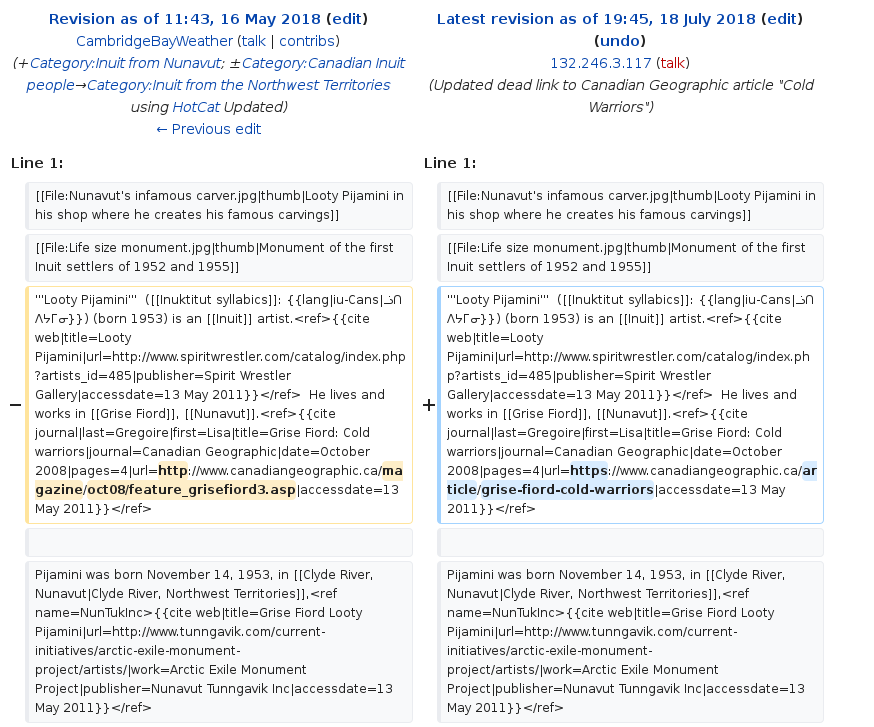 Revision as of 11:43, 16 May 2018 (edit)
CambridgeBayWeather (talk | contribs)
(+Category:Inuit from Nunavut; ±Category:Canadian Inuit
people→Category:Inuit from the Northwest Territories
using HotCat Updated)
← Previous edit
Latest revision as of 19:45, 18 July 2018 (edit)
(undo)
132.246.3.117 (talk)
(Updated dead link to Canadian Geographic article "Cold
Warriors")
Line 1:
Line 1:
[[File:Nunavut's infamous carver.jpg|thumb|Looty Pijamini in
his shop where he creates his famous carvings]]
[[File:Nunavut's infamous carver.jpg|thumb|Looty Pijamini in
his shop where he creates his famous carvings]]
[[File:Life size monument.jpg|thumb|Monument of the first
Inuit settlers of 1952 and 1955]]
[[File:Life size monument.jpg|thumb|Monument of the first
Inuit settlers of 1952 and 1955]]
−
'''Looty Pijamini''' ([[Inuktitut syllabics]]: {{lang|iu-Cans|ᓘᑎ
ᐱᔭᒥᓂ}}) (born 1953) is an [[Inuit]] artist.<ref>{{cite
web|title=Looty
Pijamini|url=http://www.spiritwrestler.com/catalog/index.php
?artists_id=485|publisher=Spirit Wrestler
Gallery|accessdate=13 May 2011}}</ref> He lives and
works in [[Grise Fiord]], [[Nunavut]].<ref>{{cite
journal|last=Gregoire|first=Lisa|title=Grise Fiord: Cold
warriors|journal=Canadian Geographic|date=October
2008|pages=4|url=http://www.canadiangeographic.ca/ma
gazine/oct08/feature_grisefiord3.asp|accessdate=13
May 2011}}</ref>
+
'''Looty Pijamini''' ([[Inuktitut syllabics]]: {{lang|iu-Cans|ᓘᑎ
ᐱᔭᒥᓂ}}) (born 1953) is an [[Inuit]] artist.<ref>{{cite
web|title=Looty
Pijamini|url=http://www.spiritwrestler.com/catalog/index.ph
p?artists_id=485|publisher=Spirit Wrestler
Gallery|accessdate=13 May 2011}}</ref> He lives and
works in [[Grise Fiord]], [[Nunavut]].<ref>{{cite
journal|last=Gregoire|first=Lisa|title=Grise Fiord: Cold
warriors|journal=Canadian Geographic|date=October
2008|pages=4|url=https://www.canadiangeographic.ca/ar
ticle/grise-fiord-cold-warriors|accessdate=13 May
2011}}</ref>
Pijamini was born November 14, 1953, in [[Clyde River,
Nunavut|Clyde River, Northwest Territories]],<ref
name=NunTukInc>{{cite web|title=Grise Fiord Looty
Pijamini|url=http://www.tunngavik.com/current-
initiatives/arctic-exile-monument-
project/artists/|work=Arctic Exile Monument
Project|publisher=Nunavut Tunngavik Inc|accessdate=13
May 2011}}</ref>
Pijamini was born November 14, 1953, in [[Clyde River,
Nunavut|Clyde River, Northwest Territories]],<ref
name=NunTukInc>{{cite web|title=Grise Fiord Looty
Pijamini|url=http://www.tunngavik.com/current-
initiatives/arctic-exile-monument-
project/artists/|work=Arctic Exile Monument
Project|publisher=Nunavut Tunngavik Inc|accessdate=13
May 2011}}</ref>